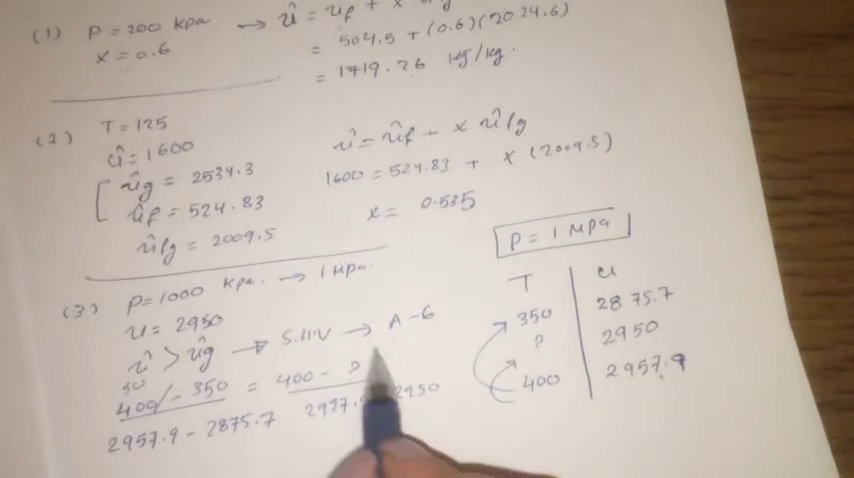 (1) P = 200 kpa → û = uf + x
x = 0.6
= 504.5 + (0.6)(2024.6)
= 1719.26 kJ/kg.
(2) T = 125
û = 1600
ûg = 2534.3
ûf = 524.83
ûfg = 2009.5
û = ûf + x ûfg
1600 = 524.83 + x (2009.5)
x = 0.535
(3) P = 1000 kpa. → 1 mpa.
u = 2950
û > ûg → S.H.V → A-6
50
400 - 350 = 400 - ?
2957.9 - 2875.7 2957. 2950
P = 1 mpa
T u
350 2875.7
? 2950
400 2957.9